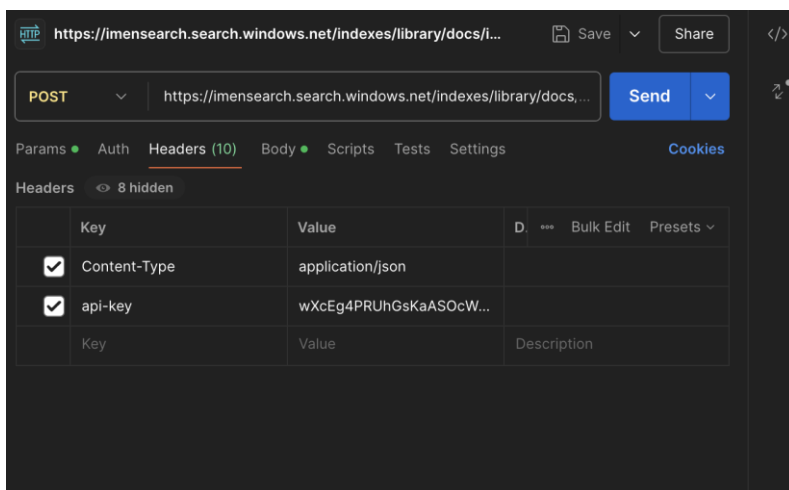 HTTP https://imensearch.search.windows.net/indexes/library/docs/i... Save Share </>
POST https://imensearch.search.windows.net/indexes/library/docs,... Send
Params Auth Headers (10) Body Scripts Tests Settings Cookies
Headers 8 hidden
Key Value D. Bulk Edit Presets
Content-Type application/json
api-key wXcEg4PRUhGsKaASOcW...
Key Value Description